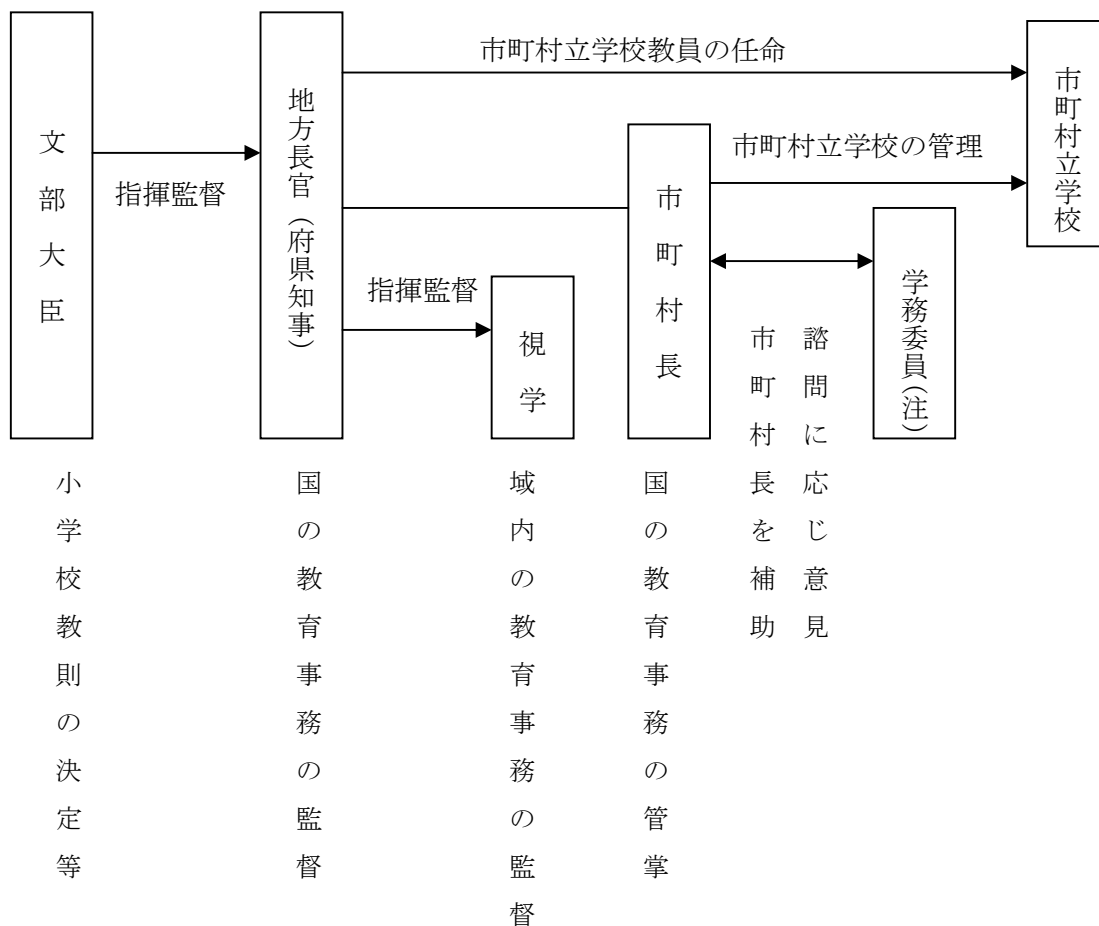 文部大臣
小学校教則の決定等
指揮監督
地方長官(府県知事)
国の教育事務の監督
市町村立学校教員の任命
指揮監督
視学
域内の教育事務の監督
市町村長
国の教育事務の管掌
市町村立学校の管理
諮問に応じ意見
市町村長を補助
学務委員(注)
市町村立学校